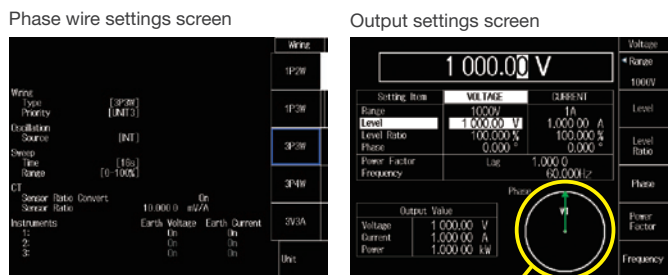 Phase wire settings screen
Output settings screen
Wiring
1P2W
1P3W
3P3W
3P4W
3V3A
Unit
Wiring
Type [3P3W]
Priority [UNIT3]
Oscillation
Source [INT]
Sweep
Time [16s]
Range [0-100%]
CT
Sensor Ratio Convert On
Sensor Ratio 10.000 0 mV/A
Instruments Earth Voltage Earth Current
1: On On
2: On On
3: On On
1 000.00 V
Voltage
Range
1000V
Level
Level
Ratio
Phase
Power
Factor
Frequency
Setting Item VOLTAGE CURRENT
Range 1000V 1A
Level 1 000.00 V 1.000 00 A
Level Ratio 100.000 % 100.000 %
Phase 0.000 ° 0.000 °
Power Factor Lag 1.000 0
Frequency 60.000Hz
Phase
V1
Output Value
Voltage 1 000.00 V
Current 1.000 00 A
Power 1.000 00 kW